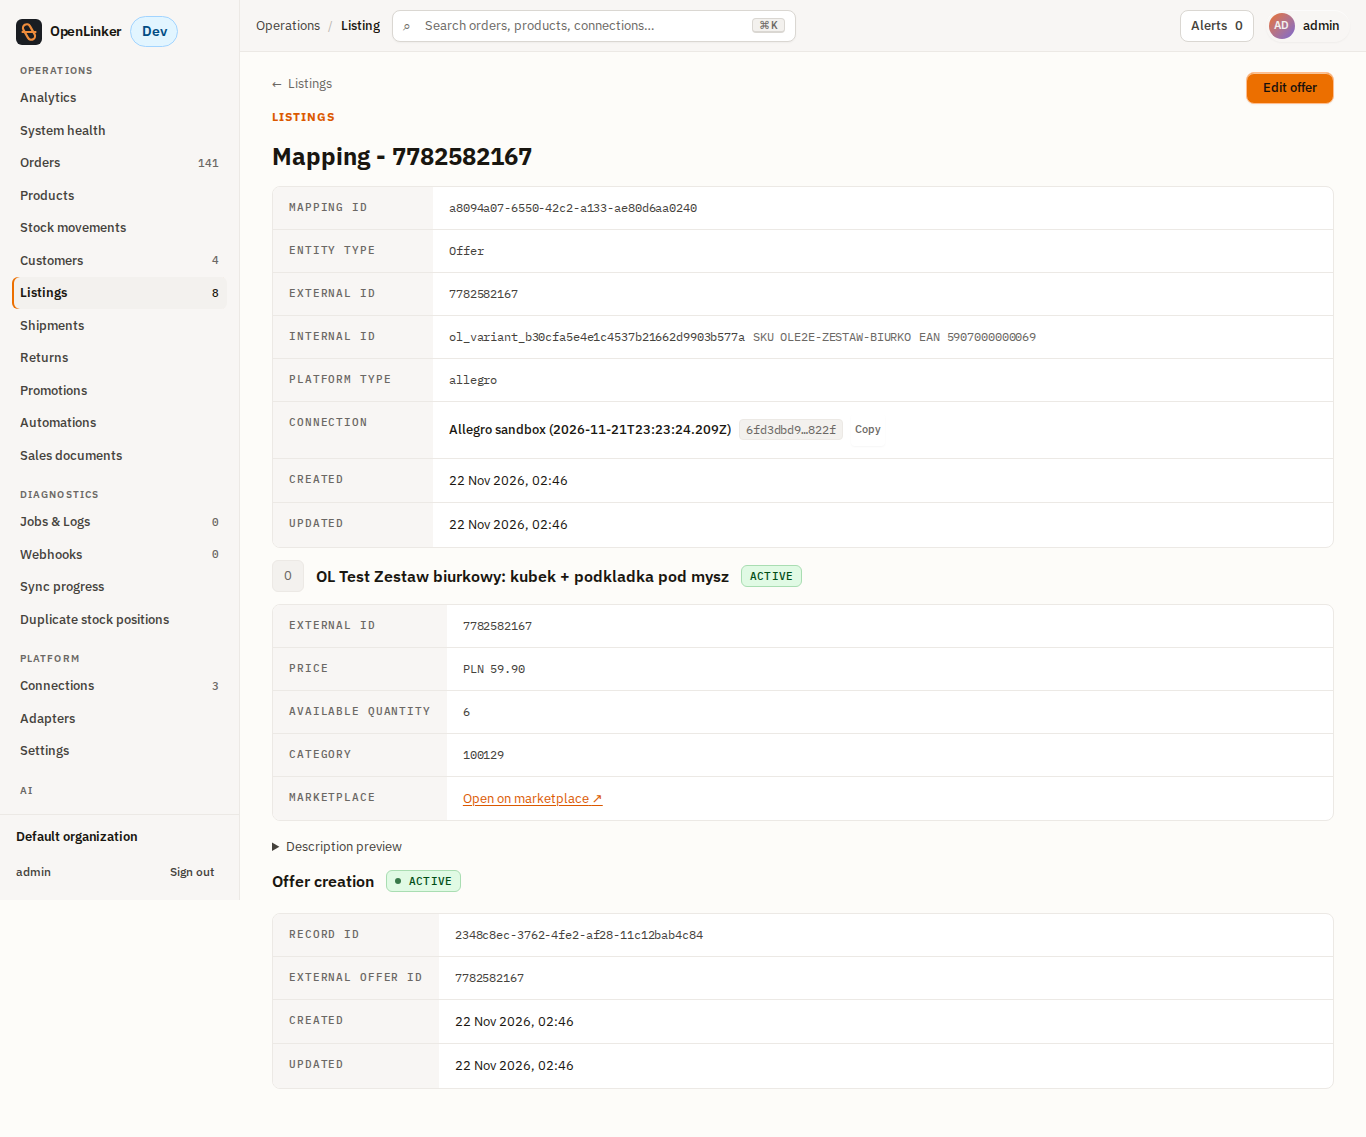 OpenLinker Dev
Operations / Listing
Search orders, products, connections... ⌘K
Alerts 0
AD admin
OPERATIONS
Analytics
System health
Orders 141
Products
Stock movements
Customers 4
Listings 8
Shipments
Returns
Promotions
Automations
Sales documents
DIAGNOSTICS
Jobs & Logs 0
Webhooks 0
Sync progress
Duplicate stock positions
PLATFORM
Connections 3
Adapters
Settings
AI
Default organization
admin Sign out
← Listings
Edit offer
LISTINGS
Mapping - 7782582167
MAPPING ID a8094a07-6550-42c2-a133-ae80d6aa0240
ENTITY TYPE Offer
EXTERNAL ID 7782582167
INTERNAL ID ol_variant_b30cfa5e4e1c4537b21662d9903b577a SKU OLE2E-ZESTAW-BIURKO EAN 5907000000069
PLATFORM TYPE allegro
CONNECTION Allegro sandbox (2026-11-21T23:23:24.209Z) 6fd3dbd9…822f Copy
CREATED 22 Nov 2026, 02:46
UPDATED 22 Nov 2026, 02:46
O OL Test Zestaw biurkowy: kubek + podkladka pod mysz ACTIVE
EXTERNAL ID 7782582167
PRICE PLN 59.90
AVAILABLE QUANTITY 6
CATEGORY 100129
MARKETPLACE Open on marketplace ↗
Description preview
Offer creation ACTIVE
RECORD ID 2348c8ec-3762-4fe2-af28-11c12bab4c84
EXTERNAL OFFER ID 7782582167
CREATED 22 Nov 2026, 02:46
UPDATED 22 Nov 2026, 02:46